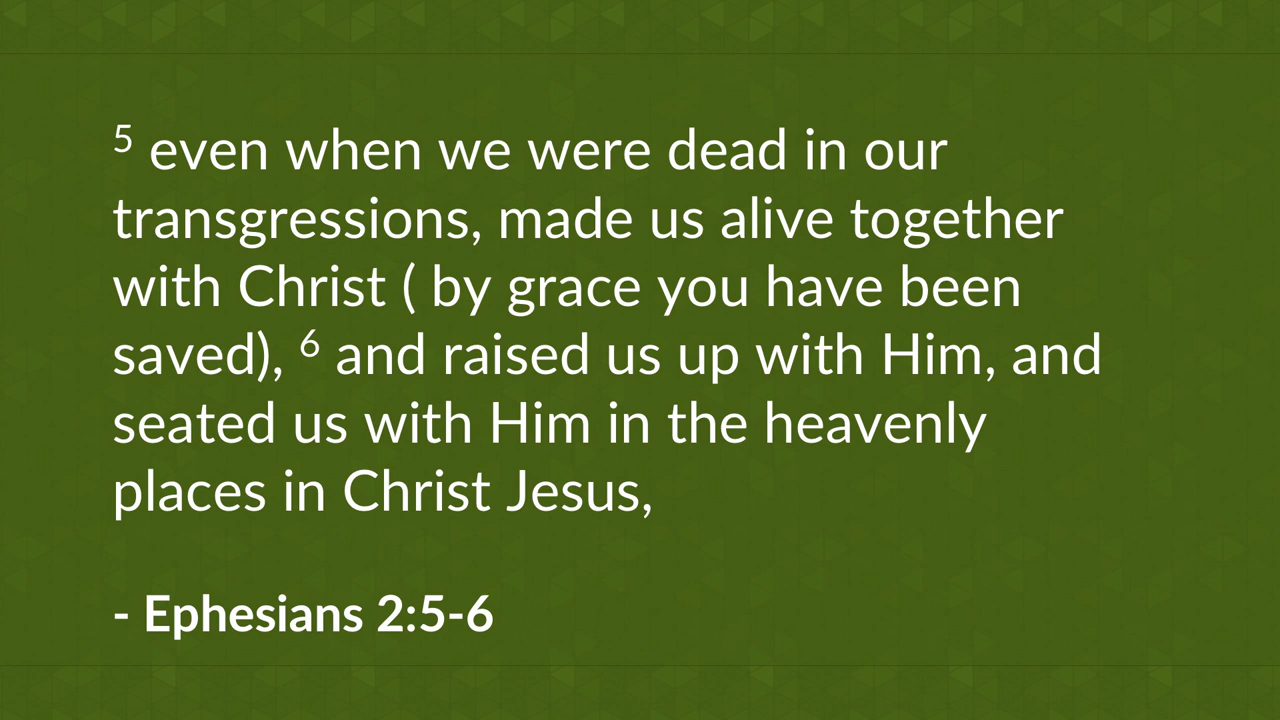 ⁵ even when we were dead in our
transgressions, made us alive together
with Christ ( by grace you have been
saved), ⁶ and raised us up with Him, and
seated us with Him in the heavenly
places in Christ Jesus,
- Ephesians 2:5-6